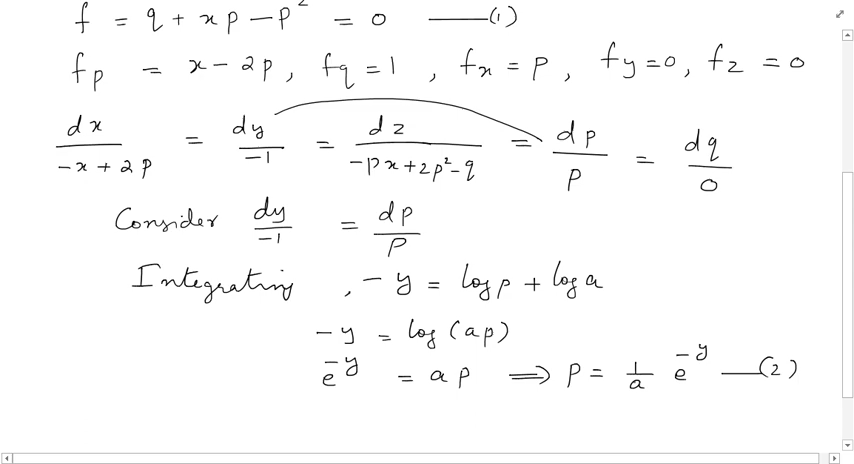 f = q + xp - p² = 0 ——(1)
fp = x - 2p, fq = 1, fx = p, fy = 0, fz = 0
dx/(-x + 2p) = dy/-1 = dz/(-px + 2p² - q) = dp/p = dq/0
Consider dy/-1 = dp/p
Integrating, -y = log p + log a
-y = log(ap)
e^-y = ap ⟹ p = 1/a e^-y ——(2)